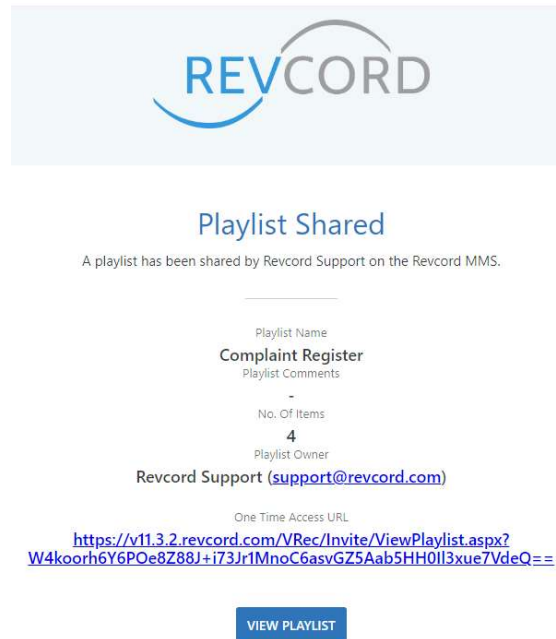 REVCORD
Playlist Shared
A playlist has been shared by Revcord Support on the Revcord MMS.
Playlist Name
Complaint Register
Playlist Comments
-
No. Of Items
4
Playlist Owner
Revcord Support (support@revcord.com)
One Time Access URL
https://v11.3.2.revcord.com/VRec/Invite/ViewPlaylist.aspx?
W4koorh6Y6POe8Z88J+i73Jr1MnoC6asvGZ5Aab5HH0Il3xue7VdeQ==
VIEW PLAYLIST